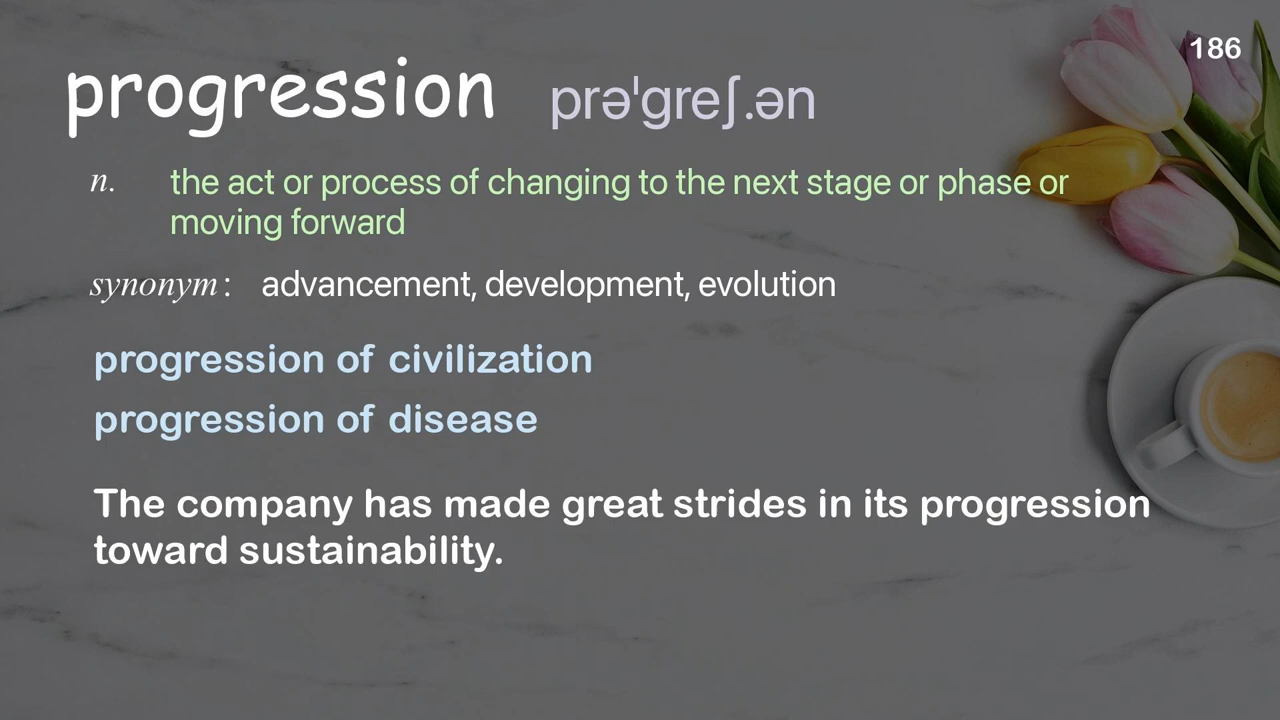 186
progression prəˈgreʃ.ən
n. the act or process of changing to the next stage or phase or
moving forward
synonym : advancement, development, evolution
progression of civilization
progression of disease
The company has made great strides in its progression
toward sustainability.